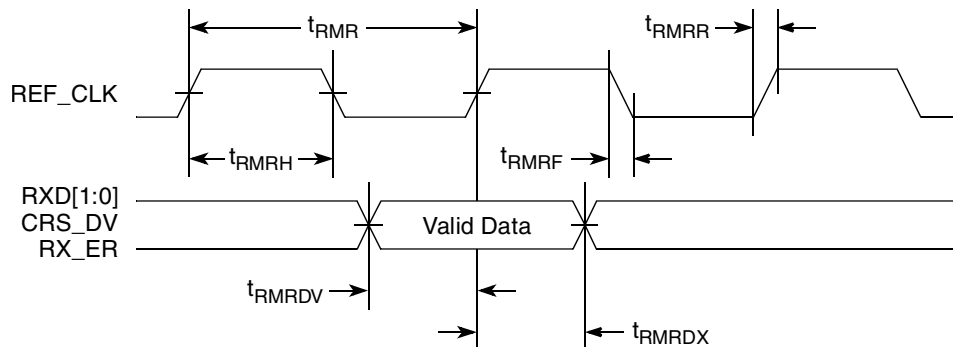 tRMR
tRMRR
REF_CLK
tRMRH
tRMRF
RXD[1:0]
CRS_DV
Valid Data
RX_ER
tRMRDV
tRMRDX